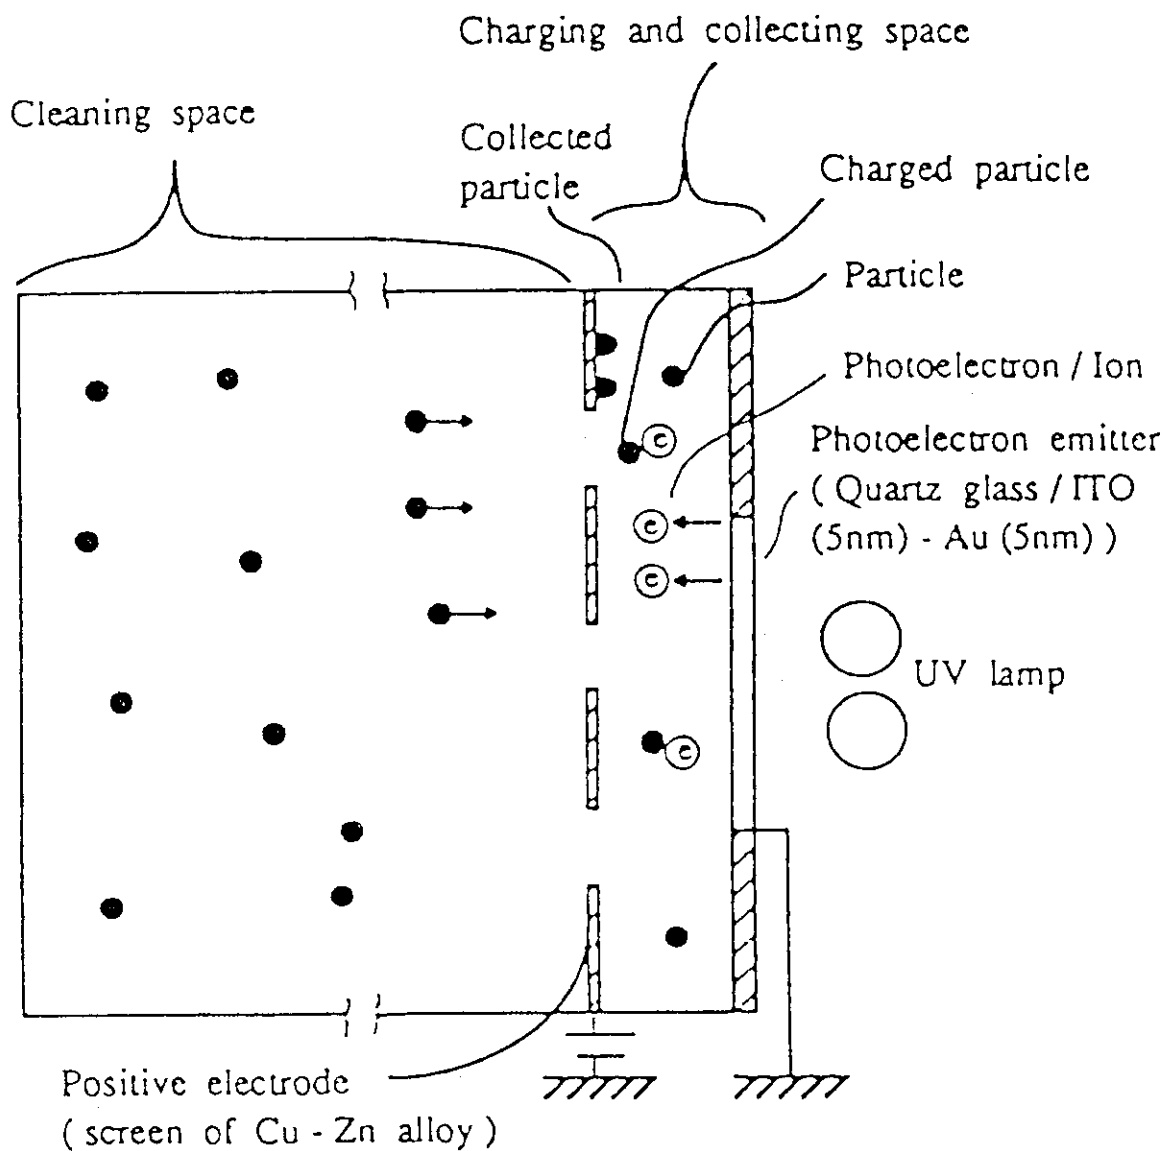 Charging and collecting space
Cleaning space
Collected
particle
Charged particle
Particle
Photoelectron / Ion
Photoelectron emitter
( Quartz glass / ITO
(5nm) - Au (5nm) )
e
e
e
UV lamp
e
Positive electrode
( screen of Cu - Zn alloy )